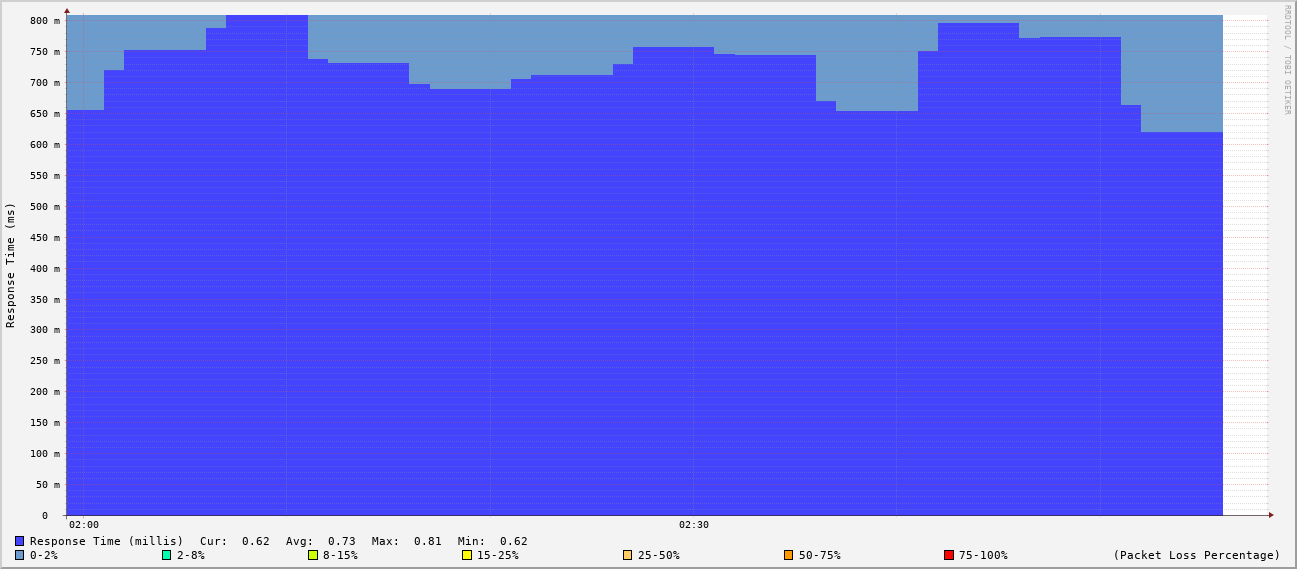 RRDTOOL / TOBI OETIKER
Response Time (ms)
800 m
750 m
700 m
650 m
600 m
550 m
500 m
450 m
400 m
350 m
300 m
250 m
200 m
150 m
100 m
50 m
0
02:00 02:30
Response Time (millis) Cur: 0.62 Avg: 0.73 Max: 0.81 Min: 0.62
0-2% 2-8% 8-15% 15-25% 25-50% 50-75% 75-100% (Packet Loss Percentage)